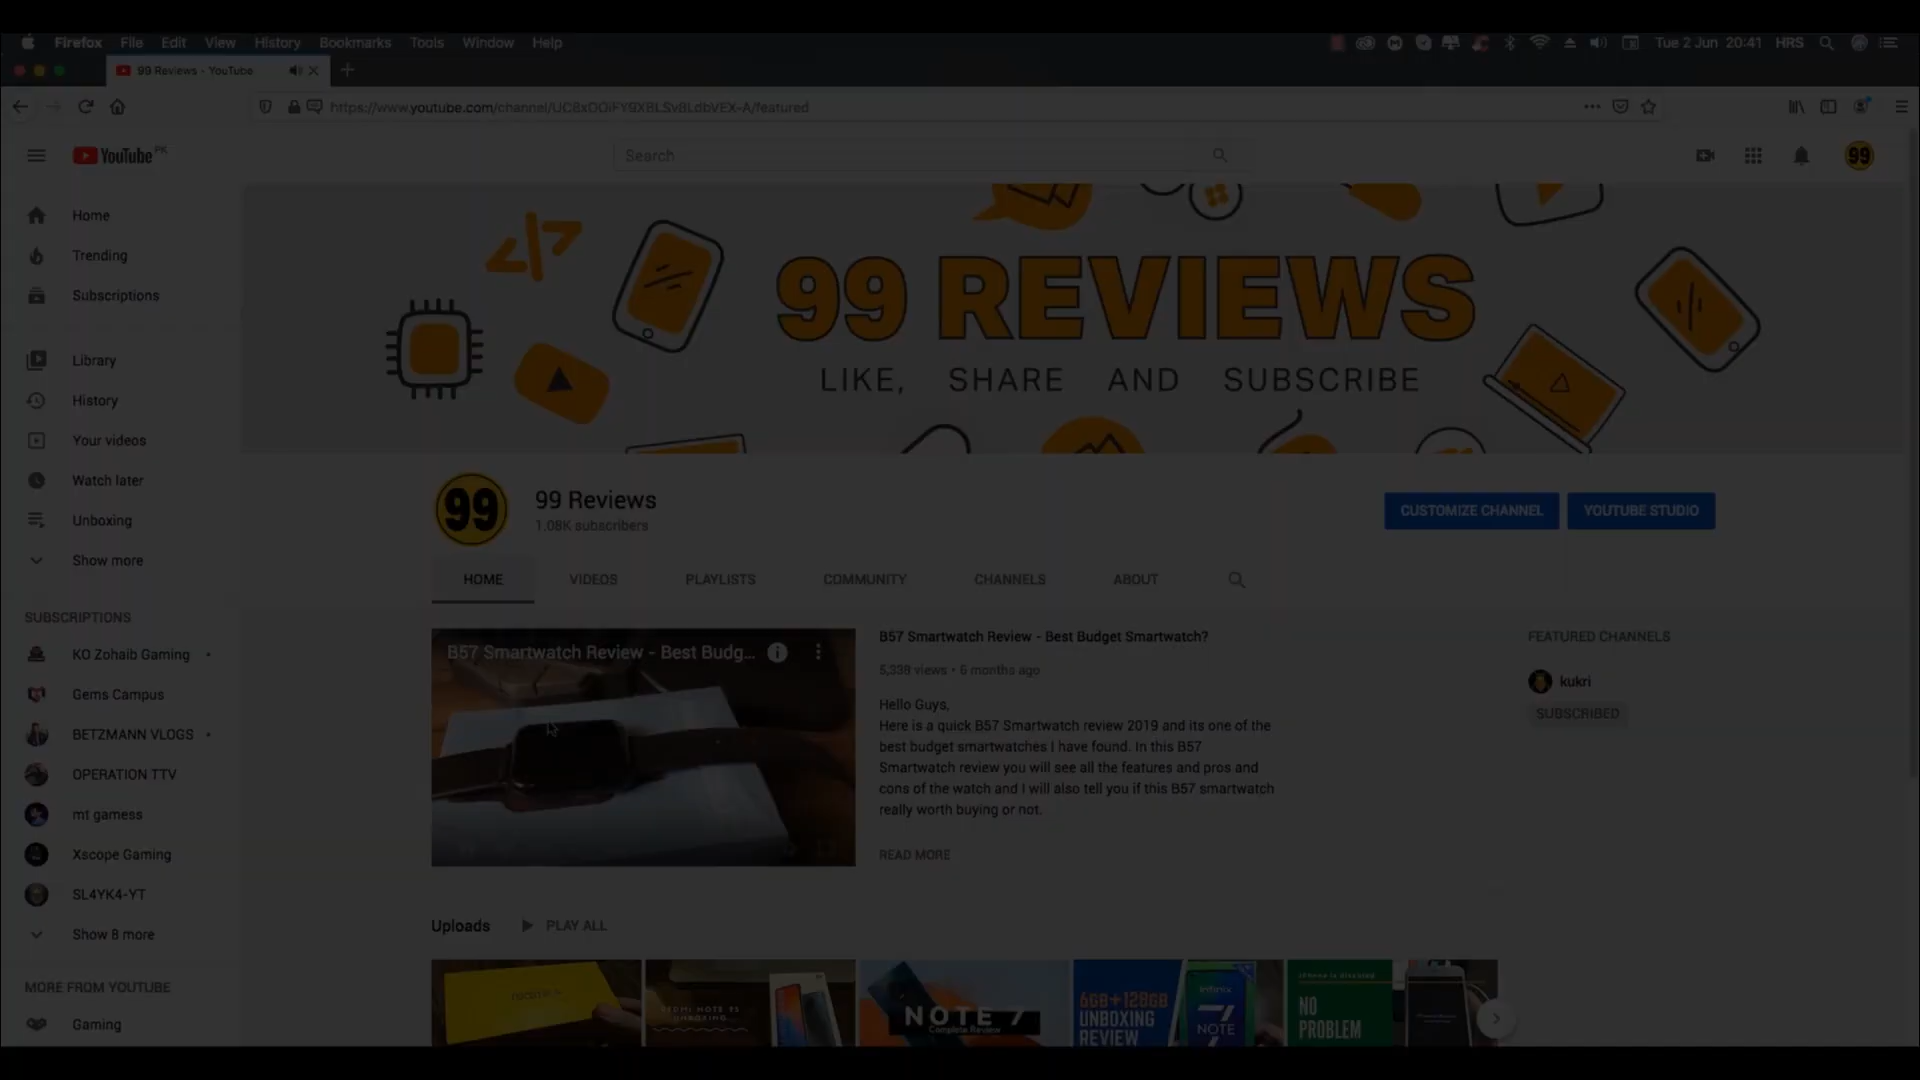 Firefox File Edit View History Bookmarks Tools Window Help
Tue 2 Jun 20:41 HRS
99 Reviews - YouTube
YouTube PK
Search
99
Home
Trending
Subscriptions
Library
History
Your videos
Watch later
Unboxing
Show more
SUBSCRIPTIONS
KO Zohaib Gaming
Gems Campus
BETZMANN VLOGS
OPERATION TTV
mt gamess
Xscope Gaming
SL4YK4-YT
Show 8 more
MORE FROM YOUTUBE
Gaming
99 REVIEWS
LIKE, SHARE AND SUBSCRIBE
99
99 Reviews
1.08K subscribers
CUSTOMIZE CHANNEL
YOUTUBE STUDIO
HOME VIDEOS PLAYLISTS COMMUNITY CHANNELS ABOUT
B57 Smartwatch Review - Best Budg...
B57 Smartwatch Review - Best Budget Smartwatch?
5,338 views • 6 months ago
Hello Guys,
Here is a quick B57 Smartwatch review 2019 and its one of the
best budget smartwatches I have found. In this B57
Smartwatch review you will see all the features and pros and
cons of the watch and I will also tell you if this B57 smartwatch
really worth buying or not.
READ MORE
FEATURED CHANNELS
kukri
SUBSCRIBED
Uploads
PLAY ALL
NOTE 7
Complete Review
6GB+128GB
UNBOXING
REVIEW
Infinix
7
NOTE
NO
PROBLEM